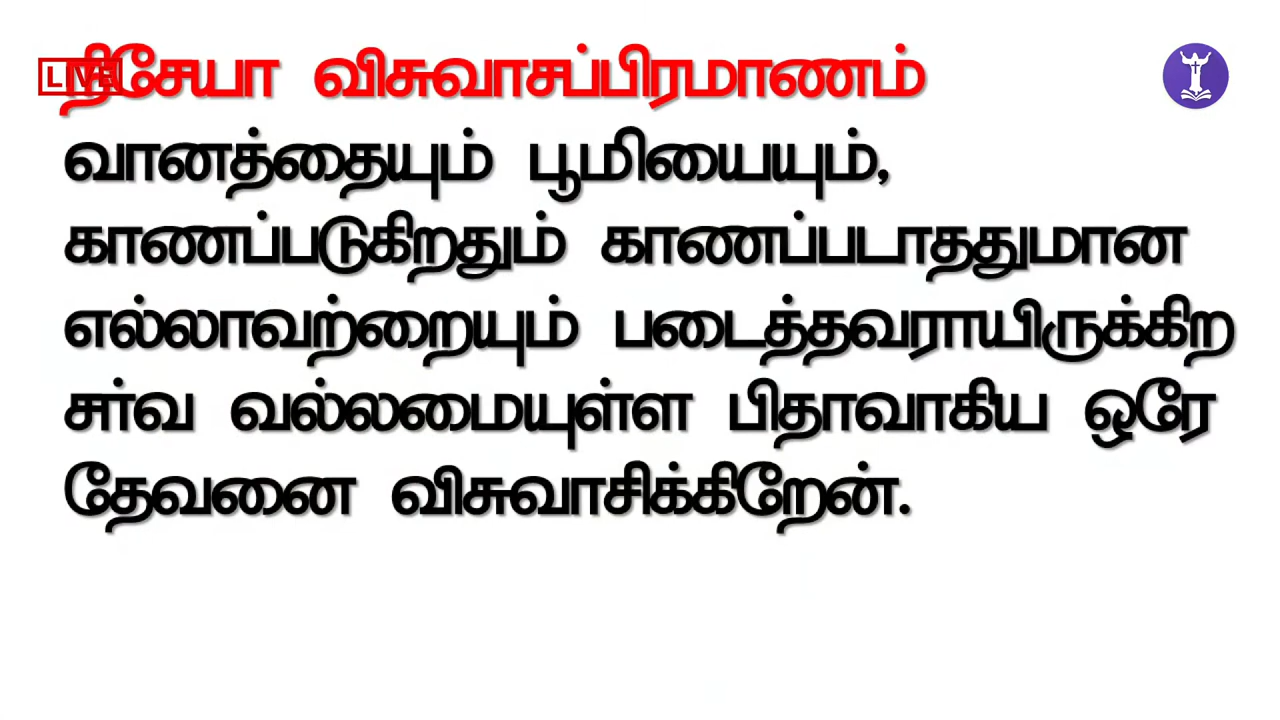 LIVE
நிசேயா விசுவாசப்பிரமாணம்
வானத்தையும் பூமியையும்,
காணப்படுகிறதும் காணப்படாததுமான
எல்லாவற்றையும் படைத்தவராயிருக்கிற
சர்வ வல்லமையுள்ள பிதாவாகிய ஒரே
தேவனை விசுவாசிக்கிறேன்.